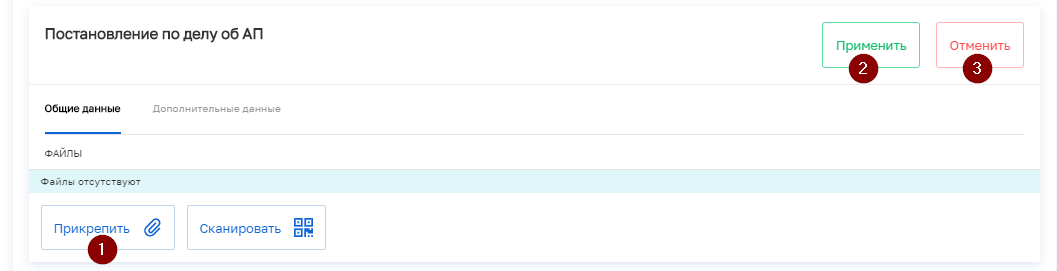 Постановление по делу об АП
Применить
Отменить
2
3
Общие данные
Дополнительные данные
ФАЙЛЫ
Файлы отсутствуют
Прикрепить
Сканировать
1